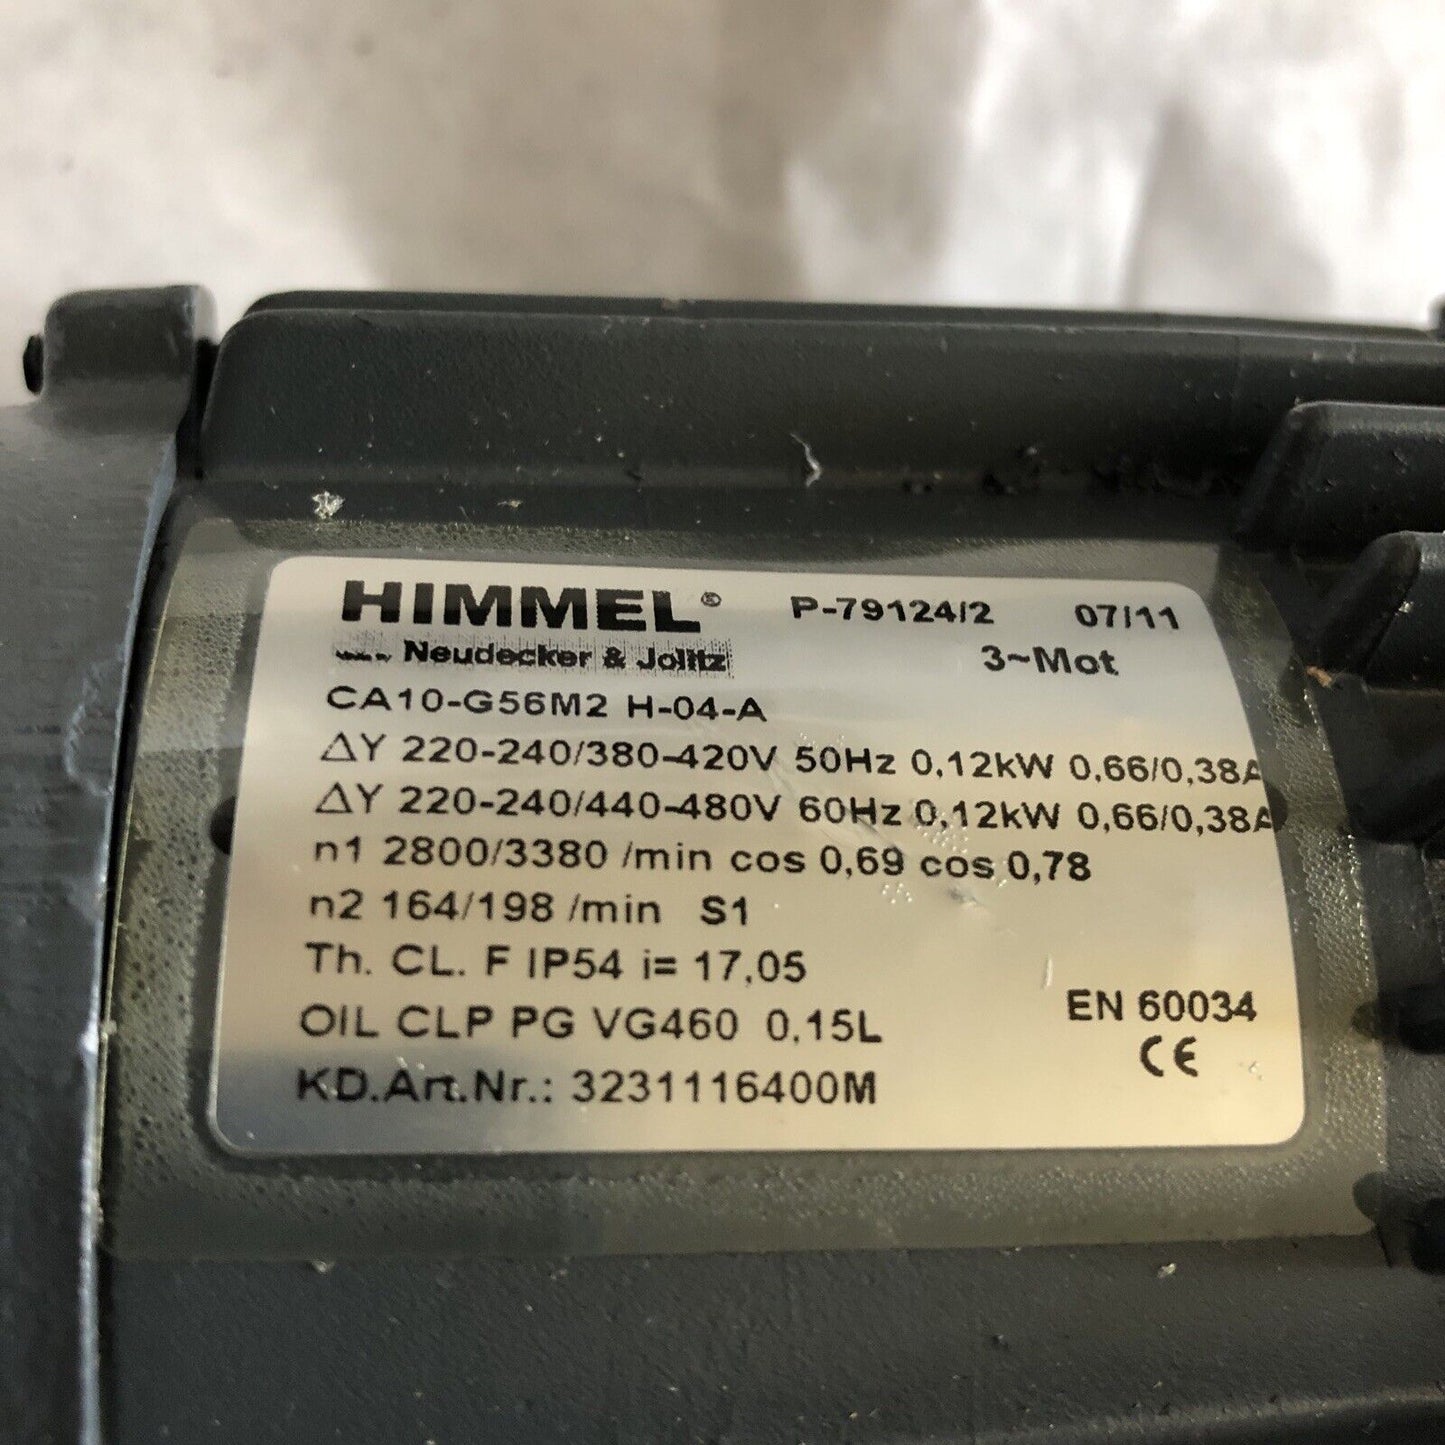 HIMMEL® P-79124/2 07/11
Neudecker & Jolitz 3~Mot
CA10-G56M2 H-04-A
ΔY 220-240/380-420V 50Hz 0,12kW 0,66/0,38A
ΔY 220-240/440-480V 60Hz 0,12kW 0,66/0,38A
n1 2800/3380 /min cos 0,69 cos 0,78
n2 164/198 /min S1
Th. CL. F IP54 i= 17,05
OIL CLP PG VG460 0,15L EN 60034
KD.Art.Nr.: 3231116400M CE